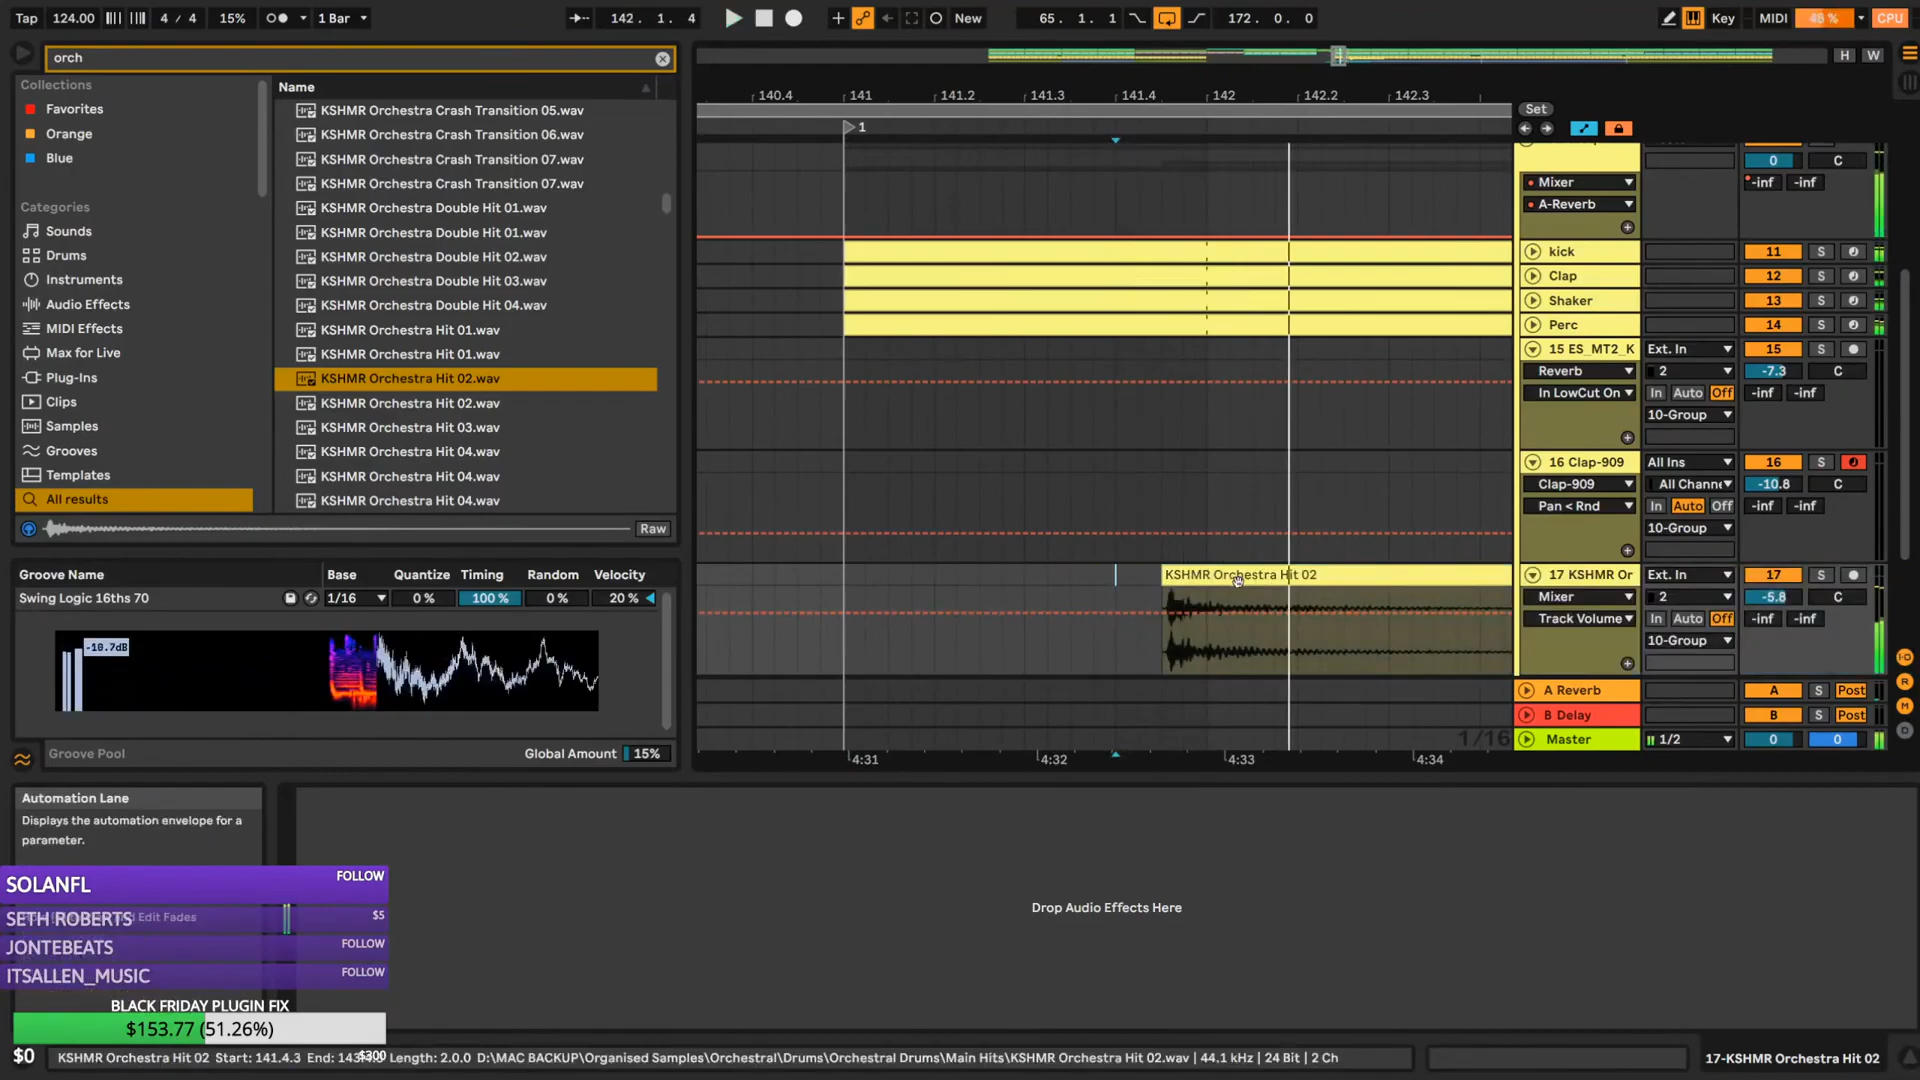 Tap 124.00 4 / 4 15% 1 Bar 142. 1. 4 New 65. 1. 1 172. 0. 0 Key MIDI 45 % CPU
orch
H W
Collections
Favorites
Orange
Blue
Categories
Sounds
Drums
Instruments
Audio Effects
MIDI Effects
Max for Live
Plug-Ins
Clips
Samples
Grooves
Templates
All results
Name
KSHMR Orchestra Crash Transition 05.wav
KSHMR Orchestra Crash Transition 06.wav
KSHMR Orchestra Crash Transition 07.wav
KSHMR Orchestra Crash Transition 07.wav
KSHMR Orchestra Double Hit 01.wav
KSHMR Orchestra Double Hit 01.wav
KSHMR Orchestra Double Hit 02.wav
KSHMR Orchestra Double Hit 03.wav
KSHMR Orchestra Double Hit 04.wav
KSHMR Orchestra Hit 01.wav
KSHMR Orchestra Hit 01.wav
KSHMR Orchestra Hit 02.wav
KSHMR Orchestra Hit 02.wav
KSHMR Orchestra Hit 03.wav
KSHMR Orchestra Hit 04.wav
KSHMR Orchestra Hit 04.wav
KSHMR Orchestra Hit 04.wav
Raw
Groove Name Base Quantize Timing Random Velocity
Swing Logic 16ths 70 1/16 0 % 100 % 0 % 20 %
-10.7dB
Groove Pool Global Amount 15%
140.4 141 141.2 141.3 141.4 142 142.2 142.3
Set
1
KSHMR Orchestra Hit 02
1/16
4:31 4:32 4:33 4:34
0 C
Mixer -inf -inf
A-Reverb
kick 11 S
Clap 12 S
Shaker 13 S
Perc 14 S
15 ES_MT2_K Ext. In 15 S
Reverb 2 -7.3 C
In LowCut On In Auto Off -inf -inf
10-Group
16 Clap-909 All Ins 16 S
Clap-909 All Channe -10.8 C
Pan < Rnd In Auto Off -inf -inf
10-Group
17 KSHMR Or Ext. In 17 S
Mixer 2 -5.8 C
Track Volume In Auto Off -inf -inf
10-Group
A Reverb A S Post
B Delay B S Post
Master 1/2 0 0
Automation Lane
Displays the automation envelope for a
parameter.
SOLANFL FOLLOW
SETH ROBERTS $5
and Edit Fades
JONTEBEATS FOLLOW
ITSALLEN_MUSIC FOLLOW
BLACK FRIDAY PLUGIN FIX
$153.77 (51.26%)
$0 $300
Drop Audio Effects Here
KSHMR Orchestra Hit 02 Start: 141.4.3 End: Length: 2.0.0 D:\MAC BACKUP\Organised Samples\Orchestral\Drums\Orchestral Drums\Main Hits\KSHMR Orchestra Hit 02.wav | 44.1 kHz | 24 Bit | 2 Ch
17-KSHMR Orchestra Hit 02